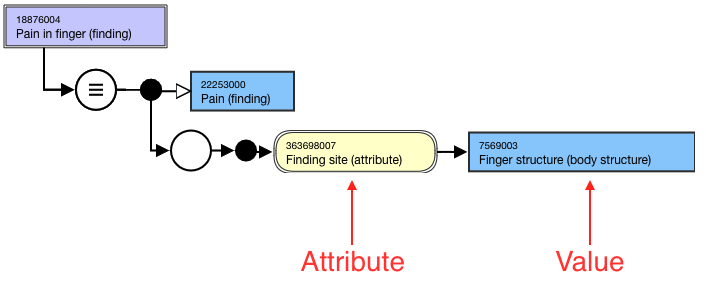 18876004
Pain in finger (finding)
22253000
Pain (finding)
363698007
Finding site (attribute)
7569003
Finger structure (body structure)
Attribute
Value